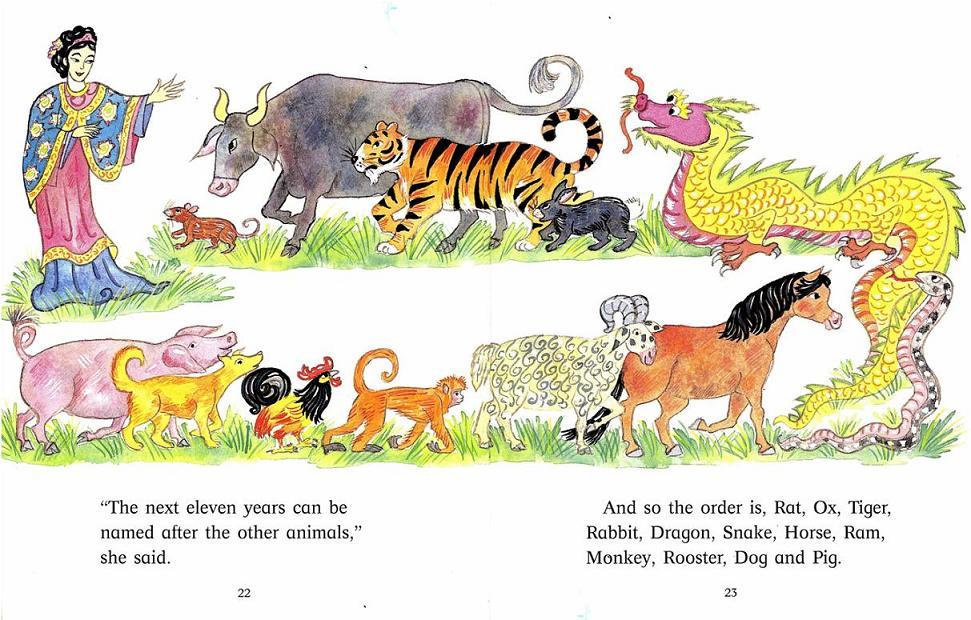 “The next eleven years can be
named after the other animals,”
she said.
22
And so the order is, Rat, Ox, Tiger,
Rabbit, Dragon, Snake, Horse, Ram,
Monkey, Rooster, Dog and Pig.
23